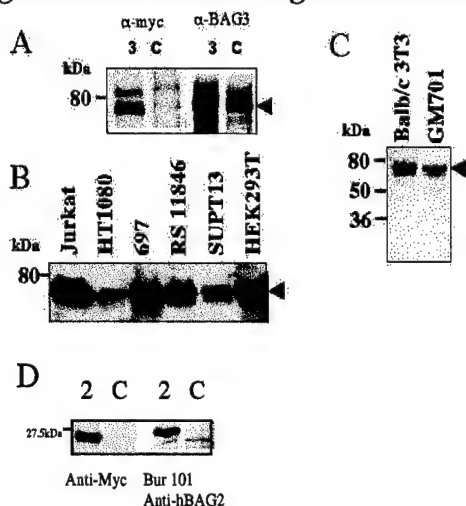 A
α-myc α-BAG3
3 C 3 C
kDa
80
B
kDa
Jurkat
HT1080
697
RS 11846
SUPT13
HEK293T
80
C
kDa
Balb/c 3T3
GM701
80
50
36
D
2 C 2 C
27.5kDa
Anti-Myc Bur 101
Anti-hBAG2